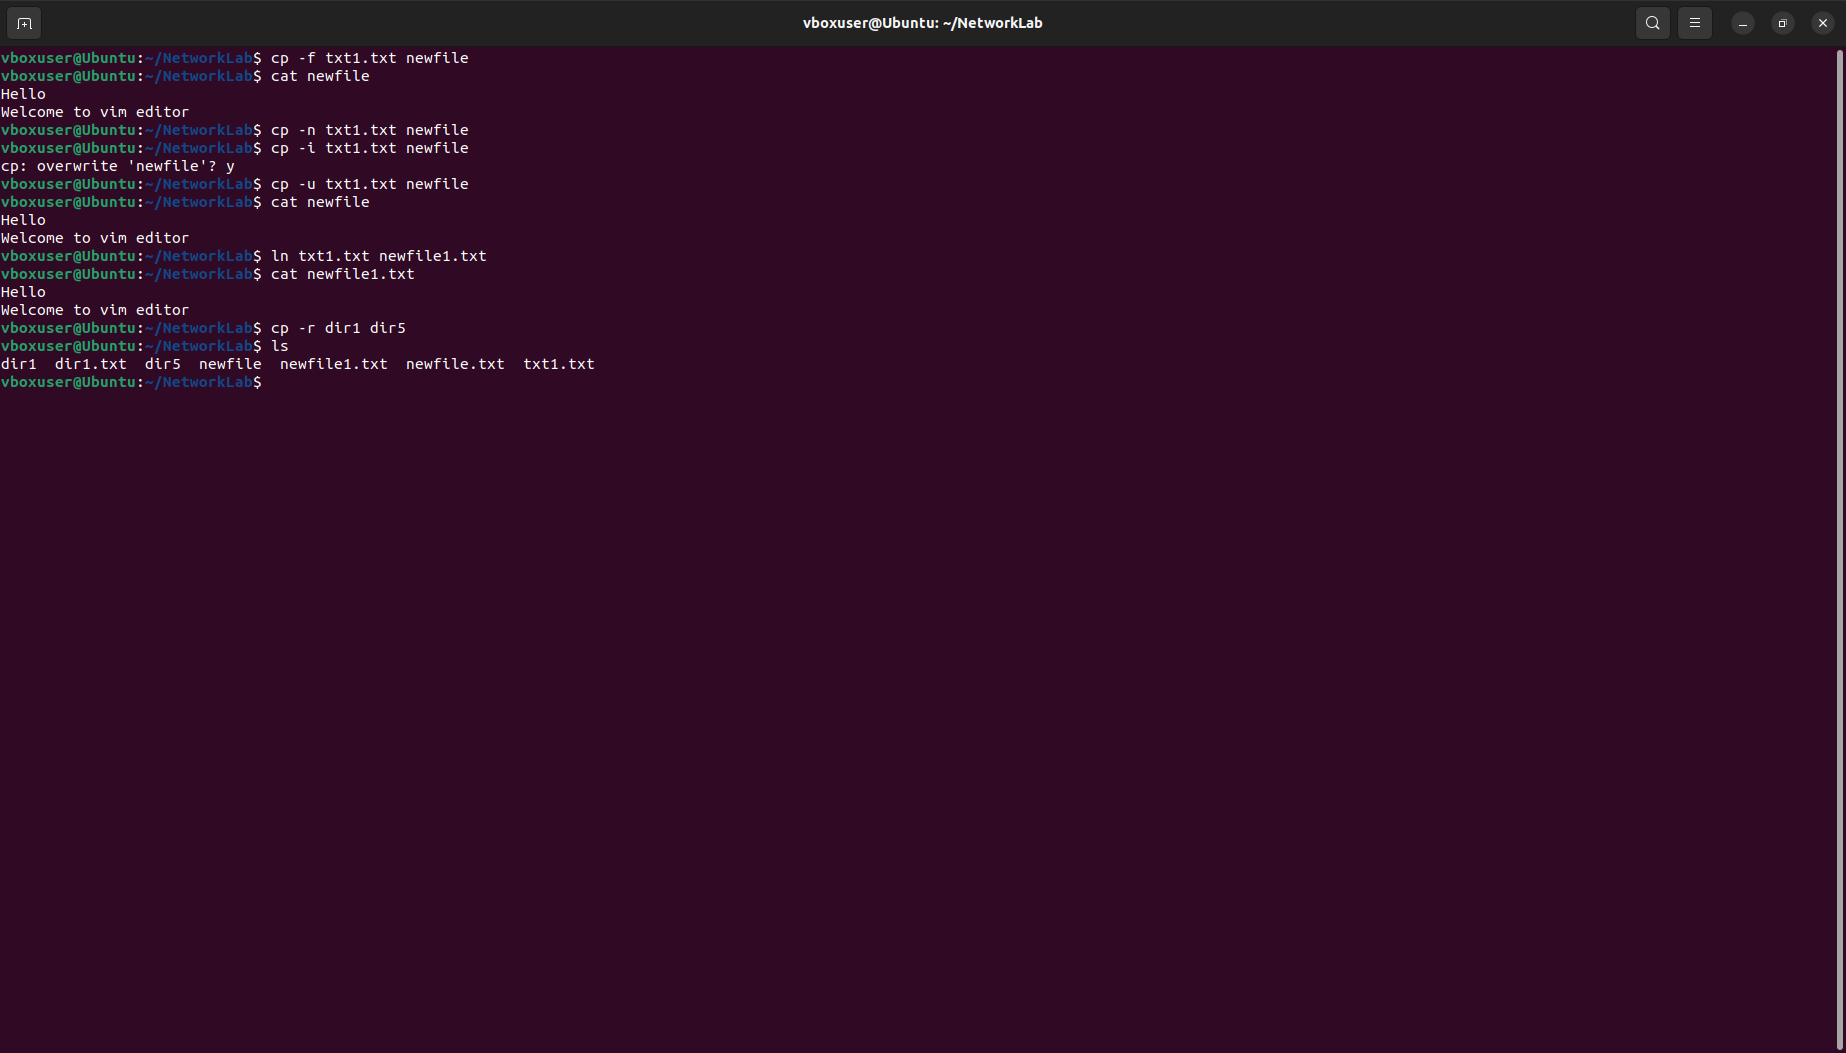 vboxuser@Ubuntu: ~/NetworkLab
vboxuser@Ubuntu:~/NetworkLab$ cp -f txt1.txt newfile
vboxuser@Ubuntu:~/NetworkLab$ cat newfile
Hello
Welcome to vim editor
vboxuser@Ubuntu:~/NetworkLab$ cp -n txt1.txt newfile
vboxuser@Ubuntu:~/NetworkLab$ cp -i txt1.txt newfile
cp: overwrite 'newfile'? y
vboxuser@Ubuntu:~/NetworkLab$ cp -u txt1.txt newfile
vboxuser@Ubuntu:~/NetworkLab$ cat newfile
Hello
Welcome to vim editor
vboxuser@Ubuntu:~/NetworkLab$ ln txt1.txt newfile1.txt
vboxuser@Ubuntu:~/NetworkLab$ cat newfile1.txt
Hello
Welcome to vim editor
vboxuser@Ubuntu:~/NetworkLab$ cp -r dir1 dir5
vboxuser@Ubuntu:~/NetworkLab$ ls
dir1  dir1.txt  dir5  newfile  newfile1.txt  newfile.txt  txt1.txt
vboxuser@Ubuntu:~/NetworkLab$